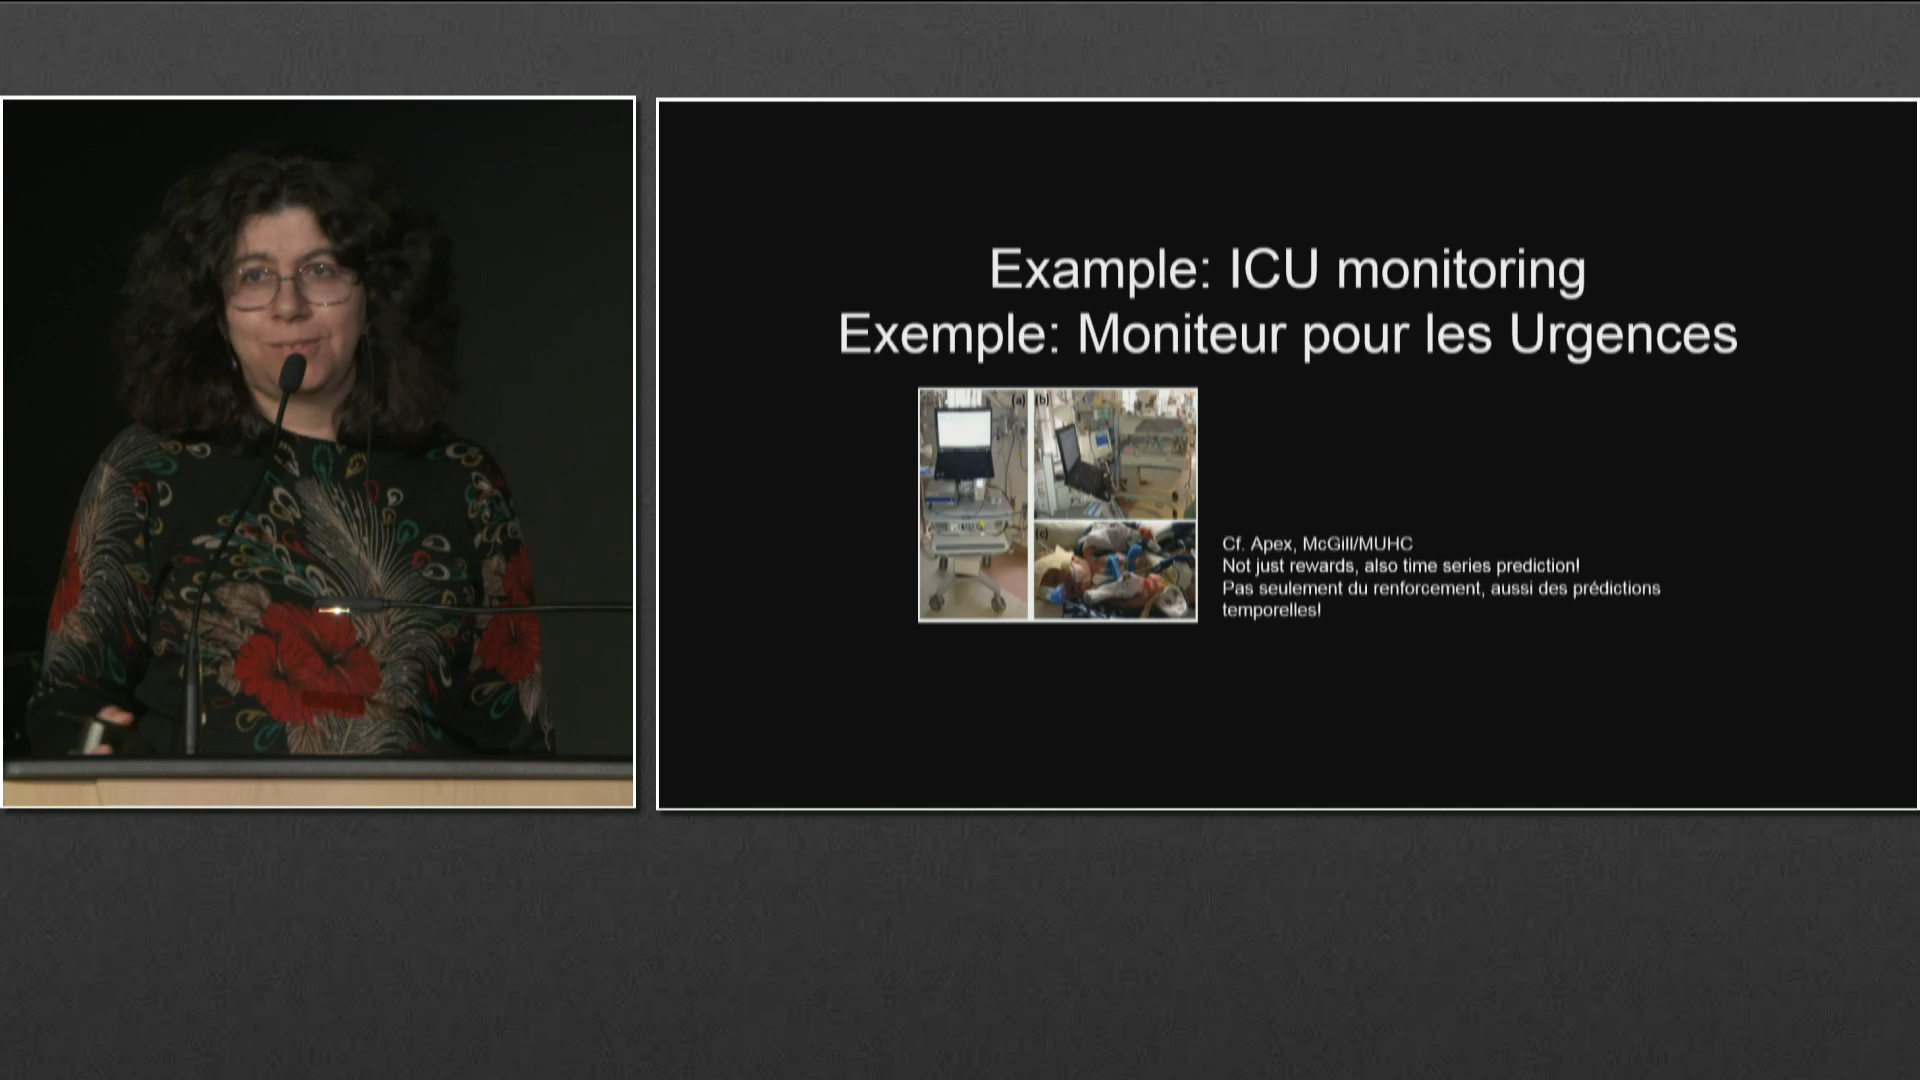 Example: ICU monitoring
Exemple: Moniteur pour les Urgences
(a)
(b)
(c)
Cf. Apex, McGill/MUHC
Not just rewards, also time series prediction!
Pas seulement du renforcement, aussi des prédictions
temporelles!